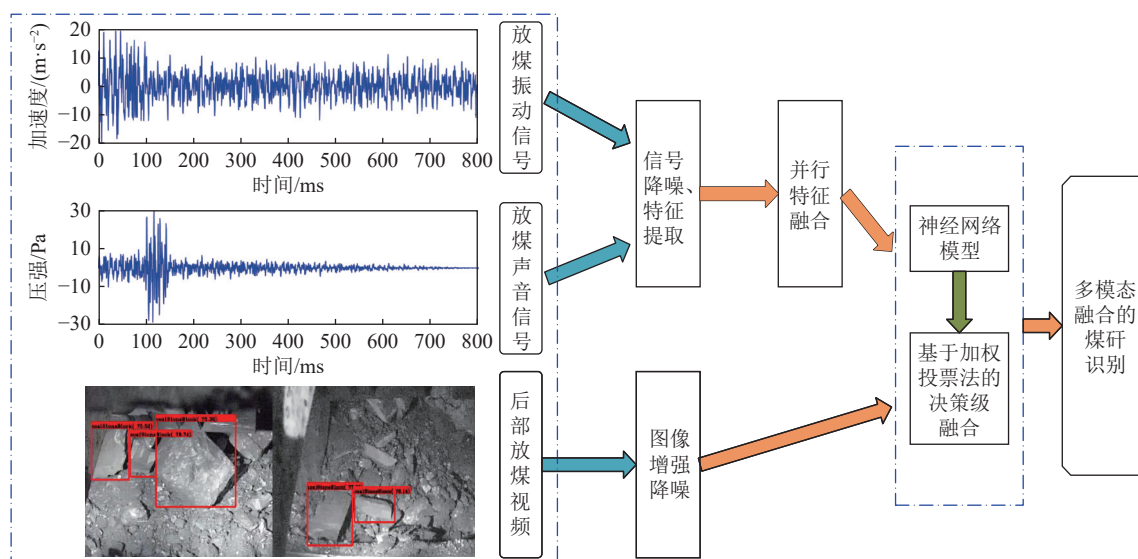 加速度/(m·s⁻²)
20
10
0
−10
−20
0
100
200
300
400
500
600
700
800
时间/ms
放煤振动信号
压强/Pa
30
10
−10
−30
0
100
200
300
400
500
600
700
800
时间/ms
放煤声音信号
后部放煤视频
信号
降噪、
特征
提取
并行
特征
融合
图像
增强
降噪
神经网络
模型
基于加权
投票法的
决策级
融合
多模态
融合的
煤矸
识别